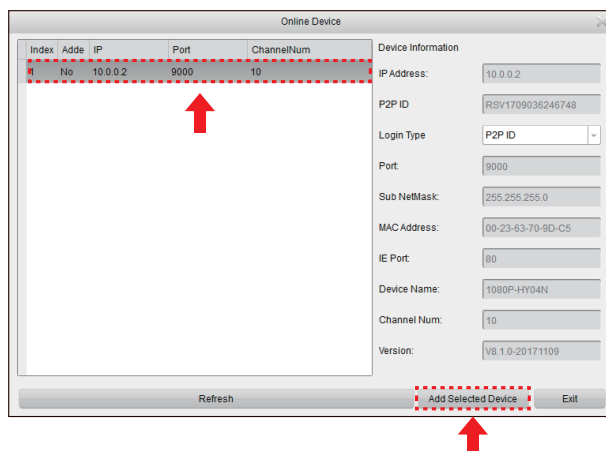 Online Device
Index Adde IP Port ChannelNum
1 No 10.0.0.2 9000 10
Device Information
IP Address: 10.0.0.2
P2P ID RSV1709036246748
Login Type P2P ID
Port: 9000
Sub NetMask: 255.255.255.0
MAC Address: 00-23-63-70-9D-C5
IE Port: 80
Device Name: 1080P-HY04N
Channel Num: 10
Version: V8.1.0-20171109
Refresh Add Selected Device Exit